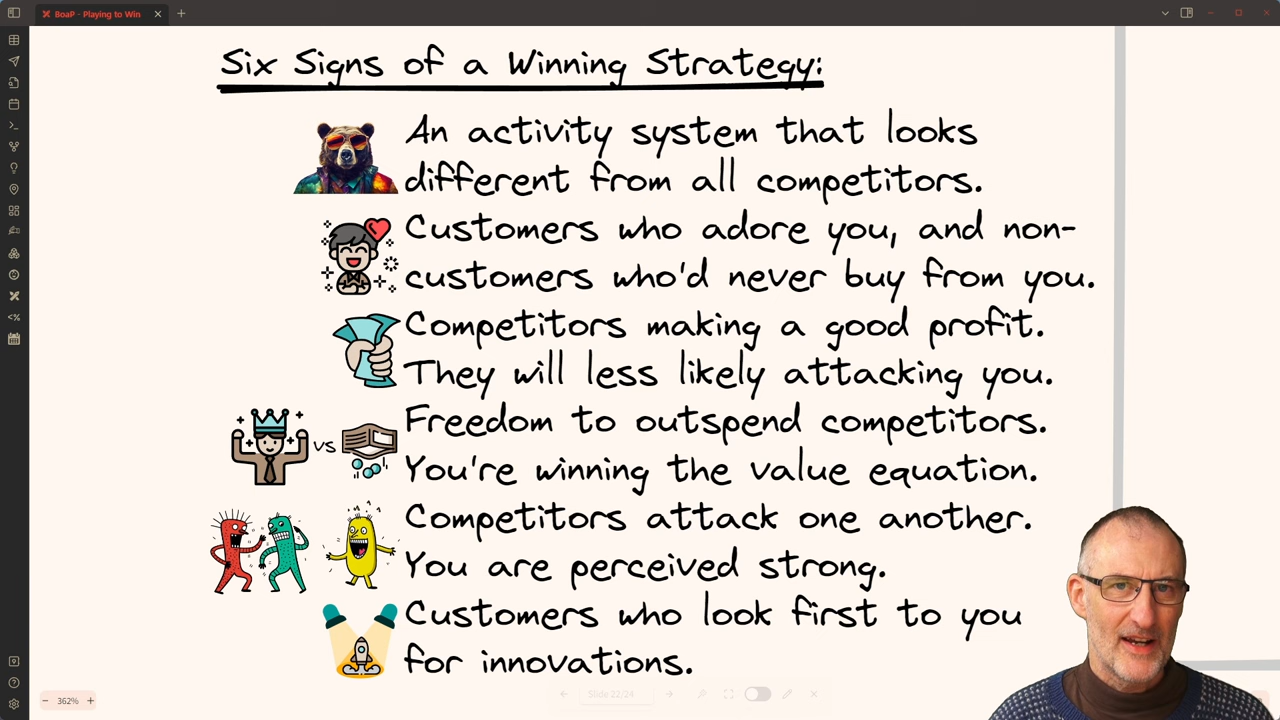 BoaP - Playing to Win
Six Signs of a Winning Strategy:
An activity system that looks
different from all competitors.
Customers who adore you, and non-
customers who'd never buy from you.
Competitors making a good profit.
They will less likely attacking you.
vs
Freedom to outspend competitors.
You're winning the value equation.
Competitors attack one another.
You are perceived strong.
Customers who look first to you
for innovations.
Slide 22/24
362%